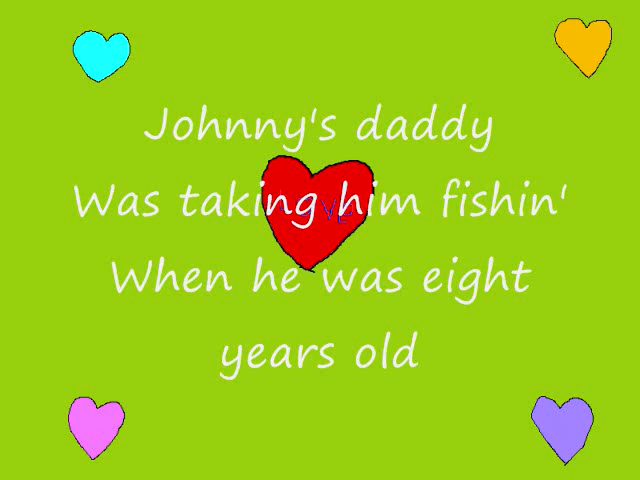 Johnny's daddy
Was taking him fishin'
When he was eight
years old